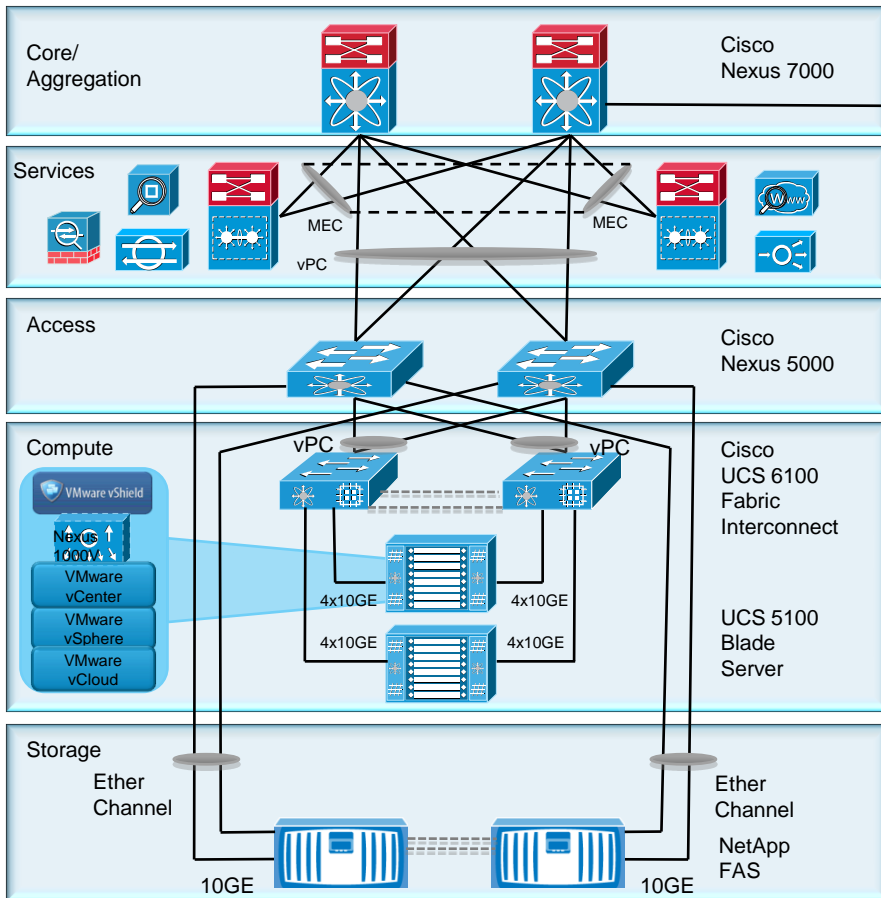 Core/
Aggregation
Cisco
Nexus 7000
Services
Www
MEC
MEC
vPC
Access
Cisco
Nexus 5000
Compute
vPC
vPC
Cisco
UCS 6100
Fabric
Interconnect
VMware vShield
Nexus
1000V
VMware
vCenter
VMware
vSphere
VMware
vCloud
4x10GE
4x10GE
4x10GE
4x10GE
UCS 5100
Blade
Server
Storage
Ether
Channel
Ether
Channel
NetApp
FAS
10GE
10GE